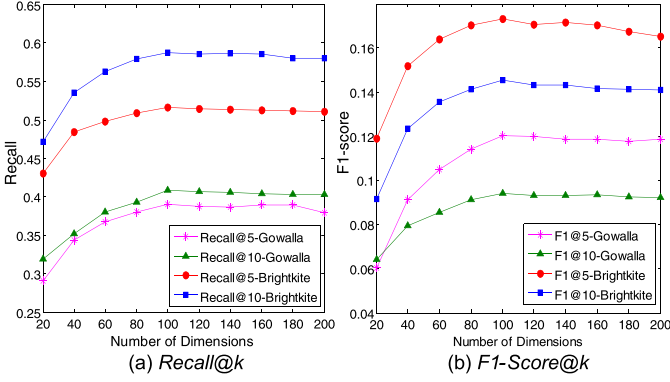 0.65
0.6
0.55
0.5
0.45
0.4
0.35
0.3
0.25
Recall
Recall@5-Gowalla
Recall@10-Gowalla
Recall@5-Brightkite
Recall@10-Brightkite
20 40 60 80 100 120 140 160 180 200
Number of Dimensions
(a) Recall@k
0.16
0.14
0.12
0.1
0.08
0.06
0.04
F1-score
F1@5-Gowalla
F1@10-Gowalla
F1@5-Brightkite
F1@10-Brightkite
20 40 60 80 100 120 140 160 180 200
Number of Dimensions
(b) F1-Score@k